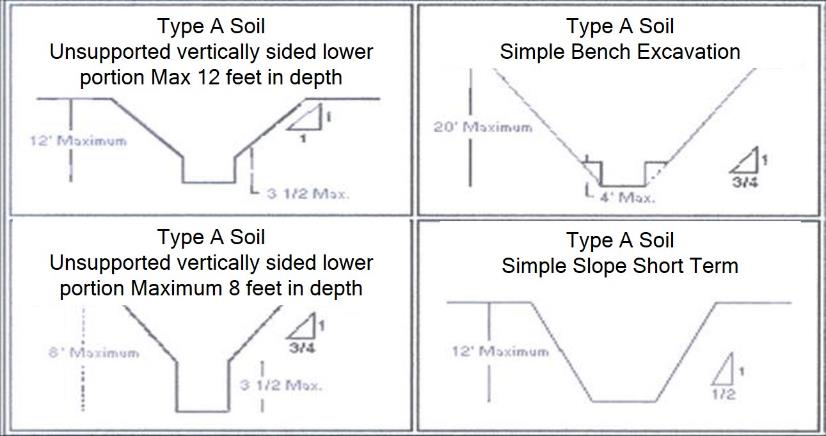 Type A Soil
Unsupported vertically sided lower
portion Max 12 feet in depth
12' Maximum
1
1
3 1/2 Max.
Type A Soil
Simple Bench Excavation
20' Maximum
4' Max.
1
3/4
Type A Soil
Unsupported vertically sided lower
portion Maximum 8 feet in depth
8' Maximum
1
3/4
3 1/2 Max.
Type A Soil
Simple Slope Short Term
12' Maximum
1
1/2